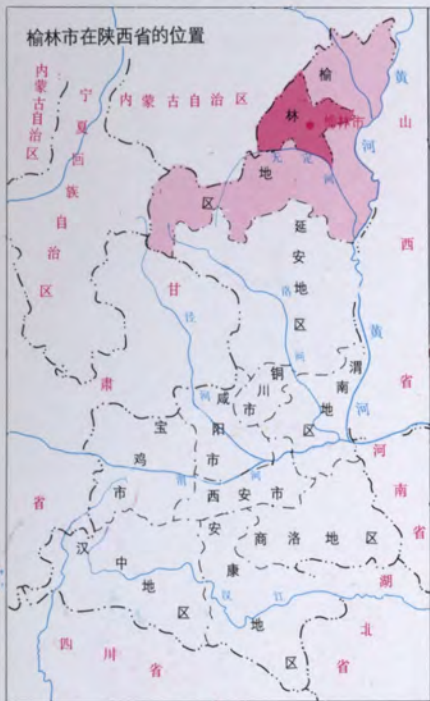 榆林市在陕西省的位置
内蒙古自治区
宁夏回族自治区
内蒙古自治区
榆林地区
榆林市
黄河
山西省
无定河
延安地区
洛河
甘肃省
泾河
铜川市
咸阳市
渭南地区
黄河
宝鸡市
渭河
西安市
河南省
汉中地区
安康地区
商洛地区
汉江
湖北省
四川省